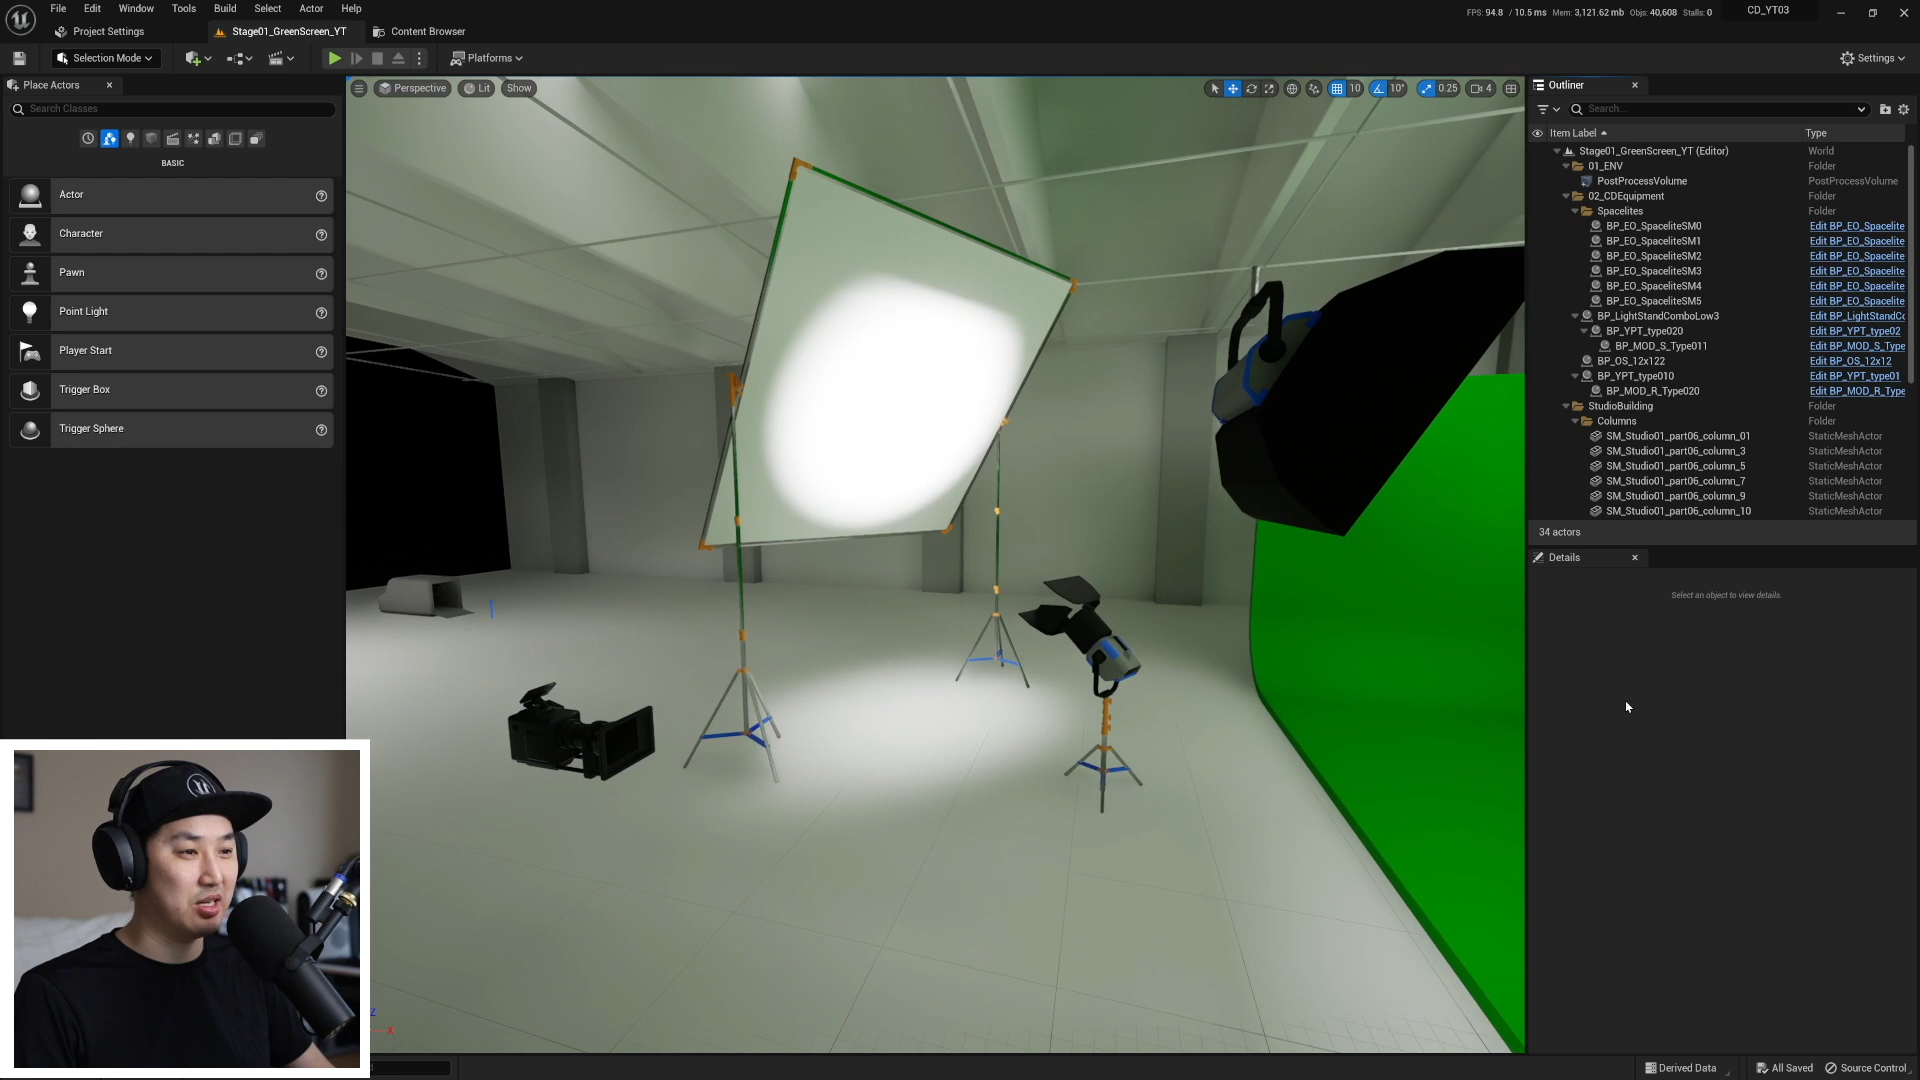 File Edit Window Tools Build Select Actor Help
FPS: 94.8 / 10.5 ms Mem: 3,121.62 mb Objs: 40,608 Stalls: 0
CD_YT03
Project Settings
Stage01_GreenScreen_YT
Content Browser
Selection Mode
Platforms
Settings
Place Actors
Search Classes
BASIC
Actor
Character
Pawn
Point Light
Player Start
Trigger Box
Trigger Sphere
Perspective Lit Show
10 10° 0.25 4
Z
X
Outliner
Search...
Item Label Type
Stage01_GreenScreen_YT (Editor) World
01_ENV Folder
PostProcessVolume PostProcessVolume
02_CDEquipment Folder
Spacelites Folder
BP_EO_SpaceliteSM0 Edit BP_EO_Spacelite
BP_EO_SpaceliteSM1 Edit BP_EO_Spacelite
BP_EO_SpaceliteSM2 Edit BP_EO_Spacelite
BP_EO_SpaceliteSM3 Edit BP_EO_Spacelite
BP_EO_SpaceliteSM4 Edit BP_EO_Spacelite
BP_EO_SpaceliteSM5 Edit BP_EO_Spacelite
BP_LightStandComboLow3 Edit BP_LightStandCo
BP_YPT_type020 Edit BP_YPT_type02
BP_MOD_S_Type011 Edit BP_MOD_S_Type
BP_OS_12x122 Edit BP_OS_12x12
BP_YPT_type010 Edit BP_YPT_type01
BP_MOD_R_Type020 Edit BP_MOD_R_Type
StudioBuilding Folder
Columns Folder
SM_Studio01_part06_column_01 StaticMeshActor
SM_Studio01_part06_column_3 StaticMeshActor
SM_Studio01_part06_column_5 StaticMeshActor
SM_Studio01_part06_column_7 StaticMeshActor
SM_Studio01_part06_column_9 StaticMeshActor
SM_Studio01_part06_column_10 StaticMeshActor
34 actors
Details
Select an object to view details.
Derived Data All Saved Source Control